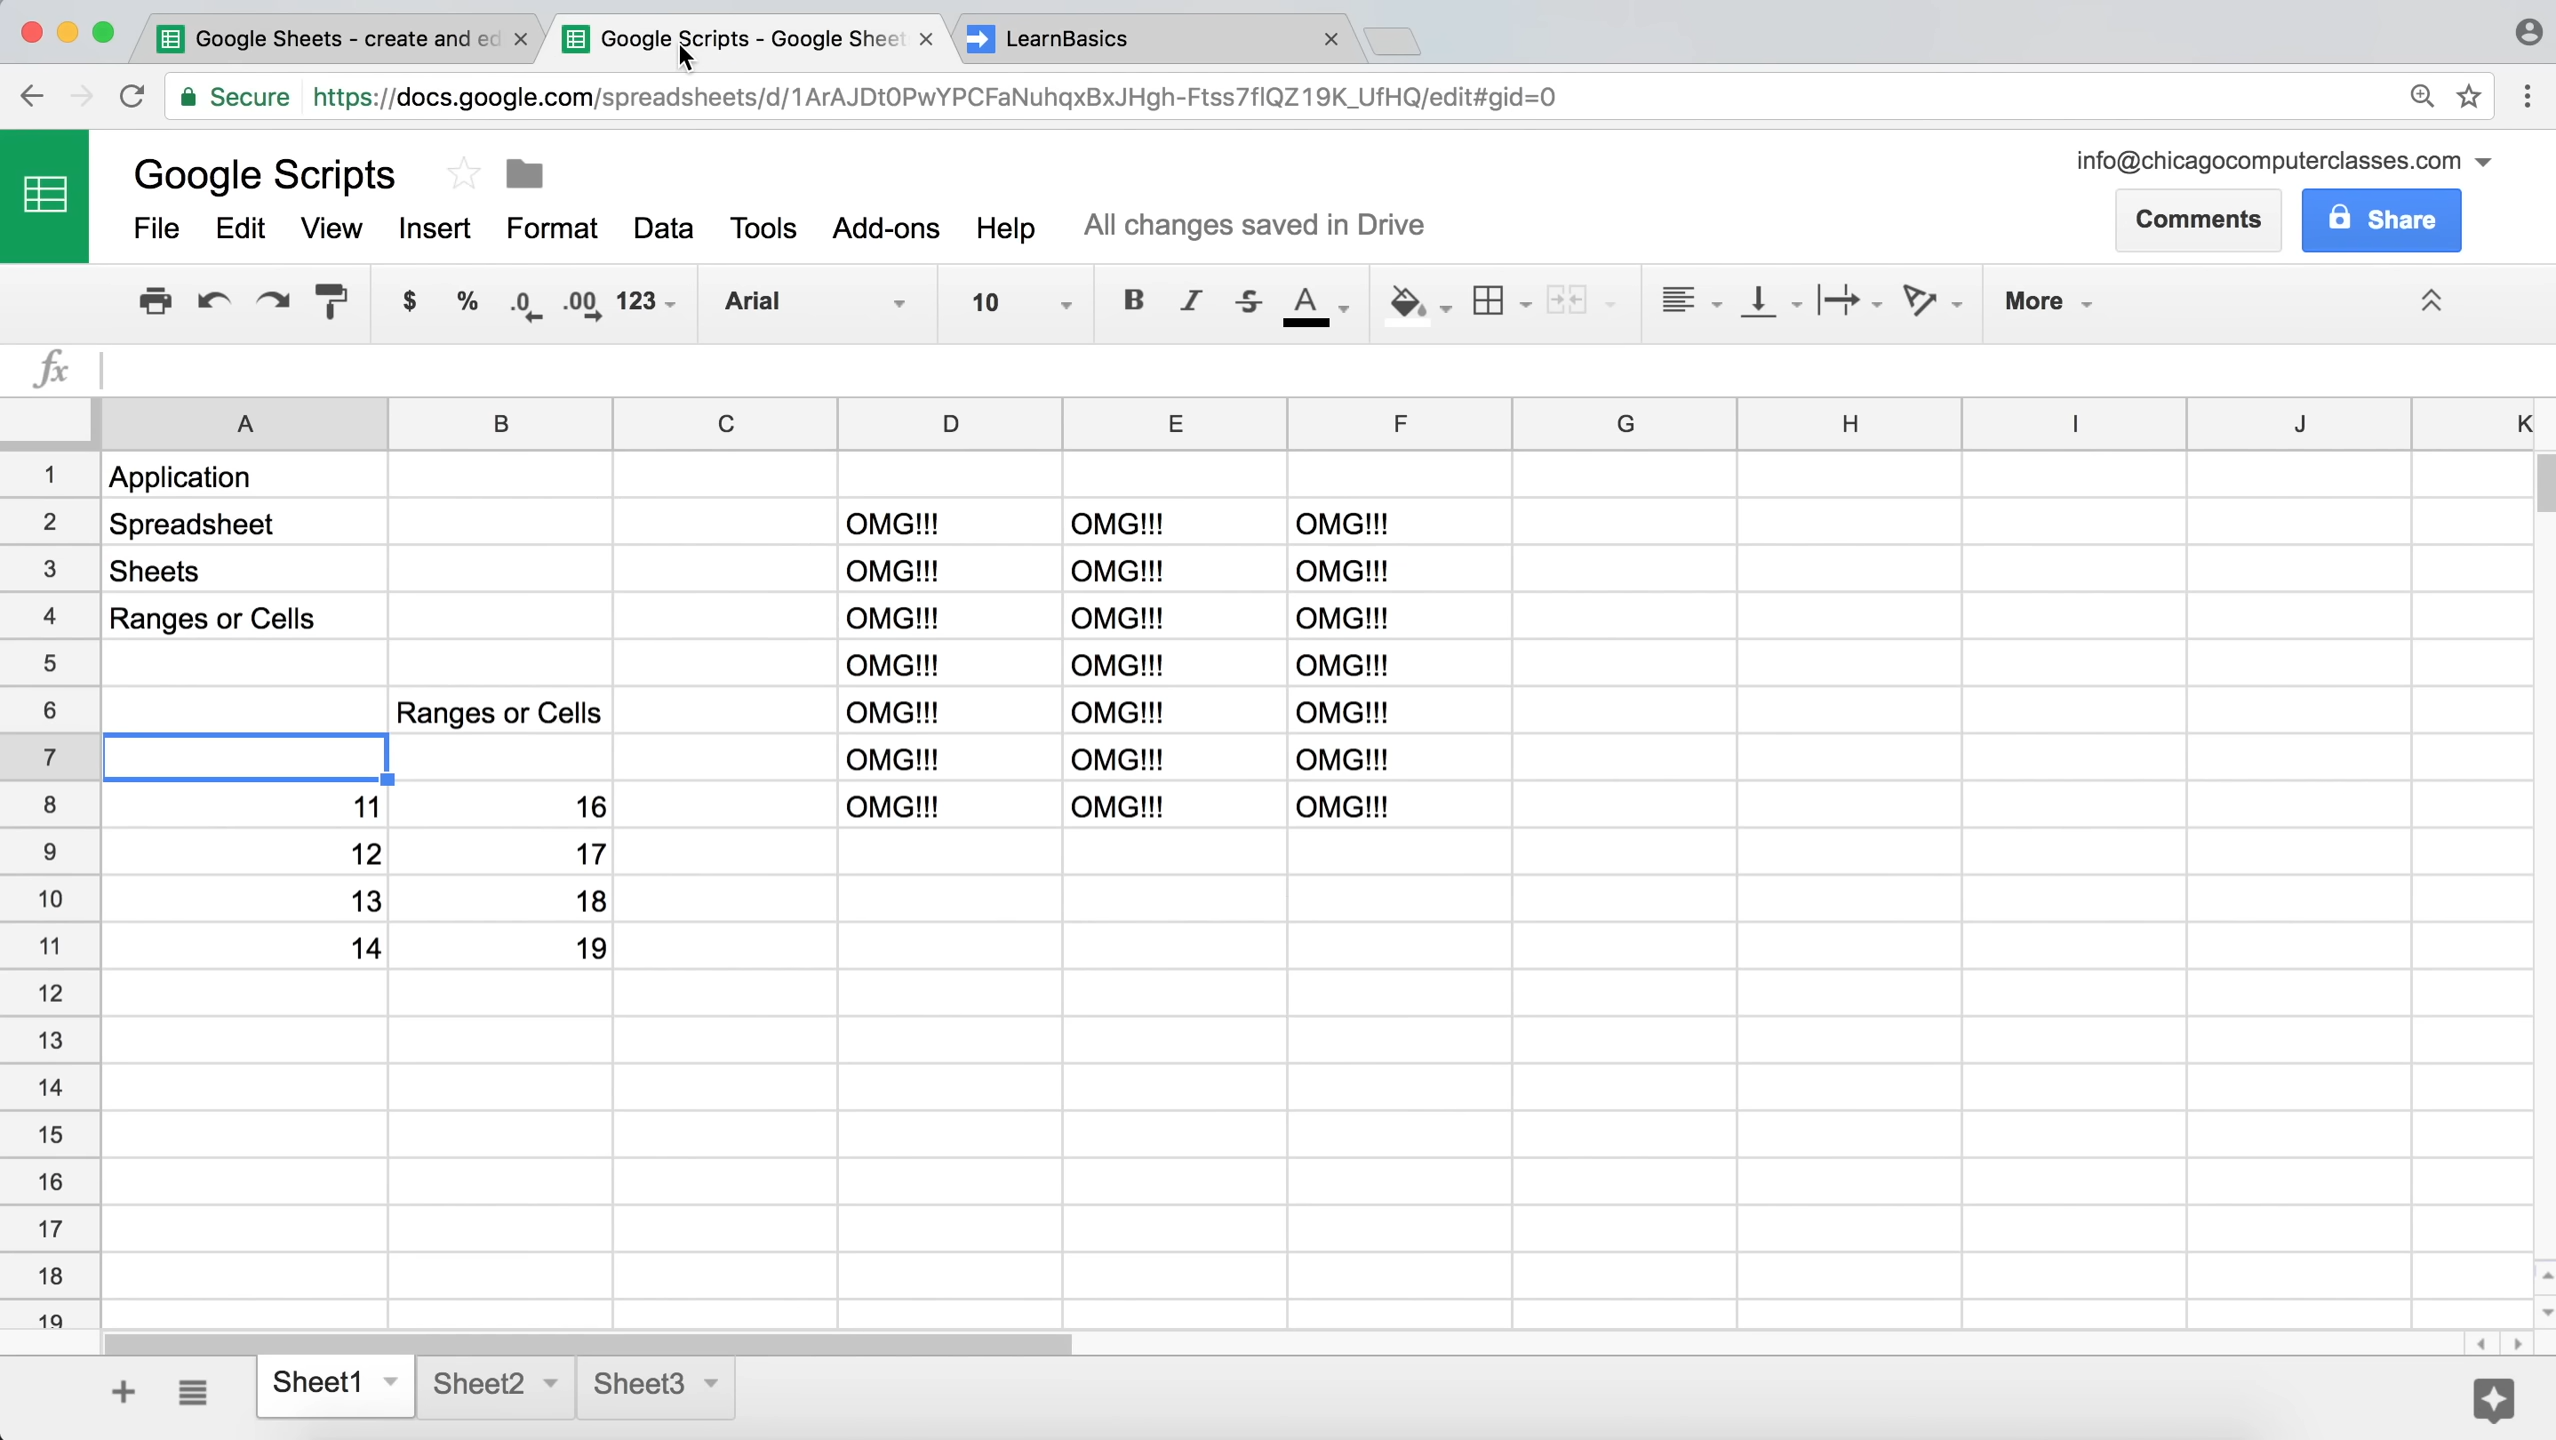 Google Sheets - create and ed
Google Scripts - Google Sheet
LearnBasics
Secure https://docs.google.com/spreadsheets/d/1ArAJDt0PwYPCFaNuhqxBxJHgh-Ftss7flQZ19K_UfHQ/edit#gid=0
Google Scripts
info@chicagocomputerclasses.com
File Edit View Insert Format Data Tools Add-ons Help All changes saved in Drive
Comments Share
$ % .0 .00 123 Arial 10 B I S A More
fx
A B C D E F G H I J K
1 Application
2 Spreadsheet OMG!!! OMG!!! OMG!!!
3 Sheets OMG!!! OMG!!! OMG!!!
4 Ranges or Cells OMG!!! OMG!!! OMG!!!
5 OMG!!! OMG!!! OMG!!!
6 Ranges or Cells OMG!!! OMG!!! OMG!!!
7 OMG!!! OMG!!! OMG!!!
8 11 16 OMG!!! OMG!!! OMG!!!
9 12 17
10 13 18
11 14 19
12
13
14
15
16
17
18
19
Sheet1 Sheet2 Sheet3